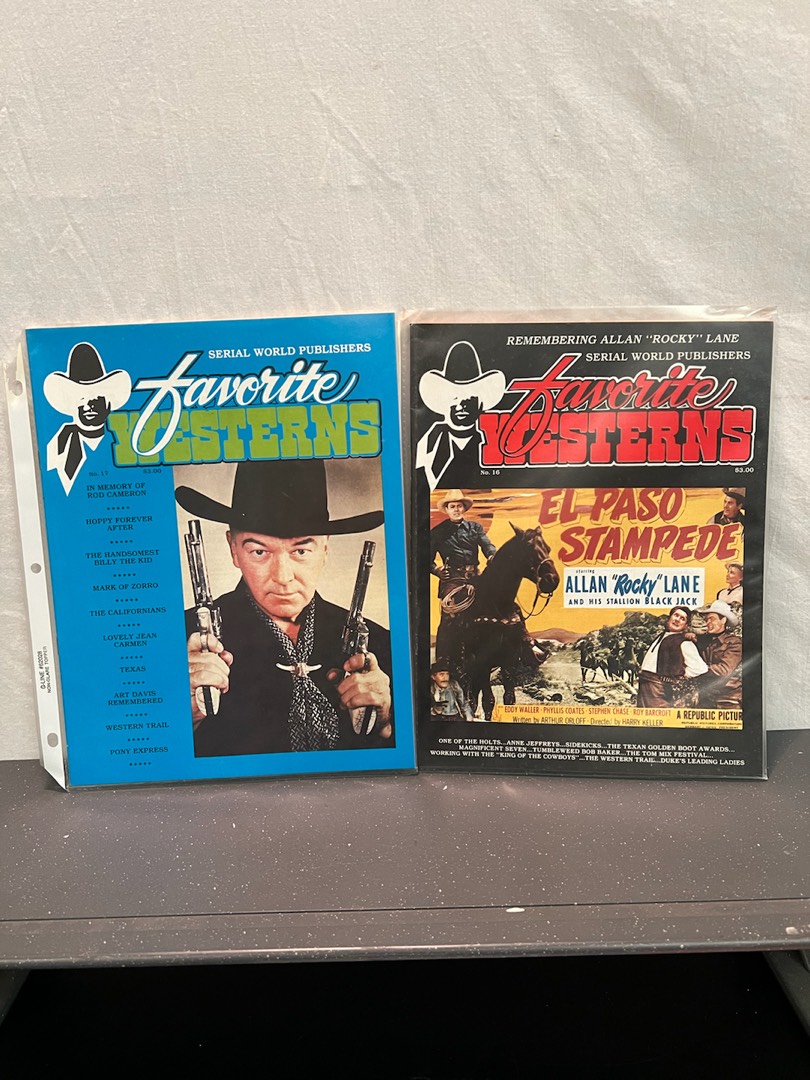 SERIAL WORLD PUBLISHERS
favorite
WESTERNS
No. 17 $3.00
IN MEMORY OF
ROD CAMERON
*****
HOPPY FOREVER
AFTER
*****
THE HANDSOMEST
BILLY THE KID
*****
MARK OF ZORRO
*****
THE CALIFORNIANS
*****
LOVELY JEAN
CARMEN
*****
TEXAS
*****
ART DAVIS
REMEMBERED
*****
WESTERN TRAIL
*****
PONY EXPRESS
*****
NON-GLARE TOPPER
REMEMBERING ALLAN "ROCKY" LANE
SERIAL WORLD PUBLISHERS
favorite
WESTERNS
No. 16 $3.00
EL PASO
STAMPEDE
starring
ALLAN "Rocky" LANE
AND HIS STALLION BLACK JACK
EDDY WALLER · PHYLLIS COATES · STEPHEN CHASE · ROY BARCROFT
Written by ARTHUR ORLOFF · Directed by HARRY KELLER
A REPUBLIC PICTUR
ONE OF THE HOLTS...ANNE JEFFREYS...SIDEKICKS...THE TEXAN GOLDEN BOOT AWARDS...
MAGNIFICENT SEVEN...TUMBLEWEED BOB BAKER...THE TOM MIX FESTIVAL...
WORKING WITH THE "KING OF THE COWBOYS"...THE WESTERN TRAIL...DUKE'S LEADING LADIES